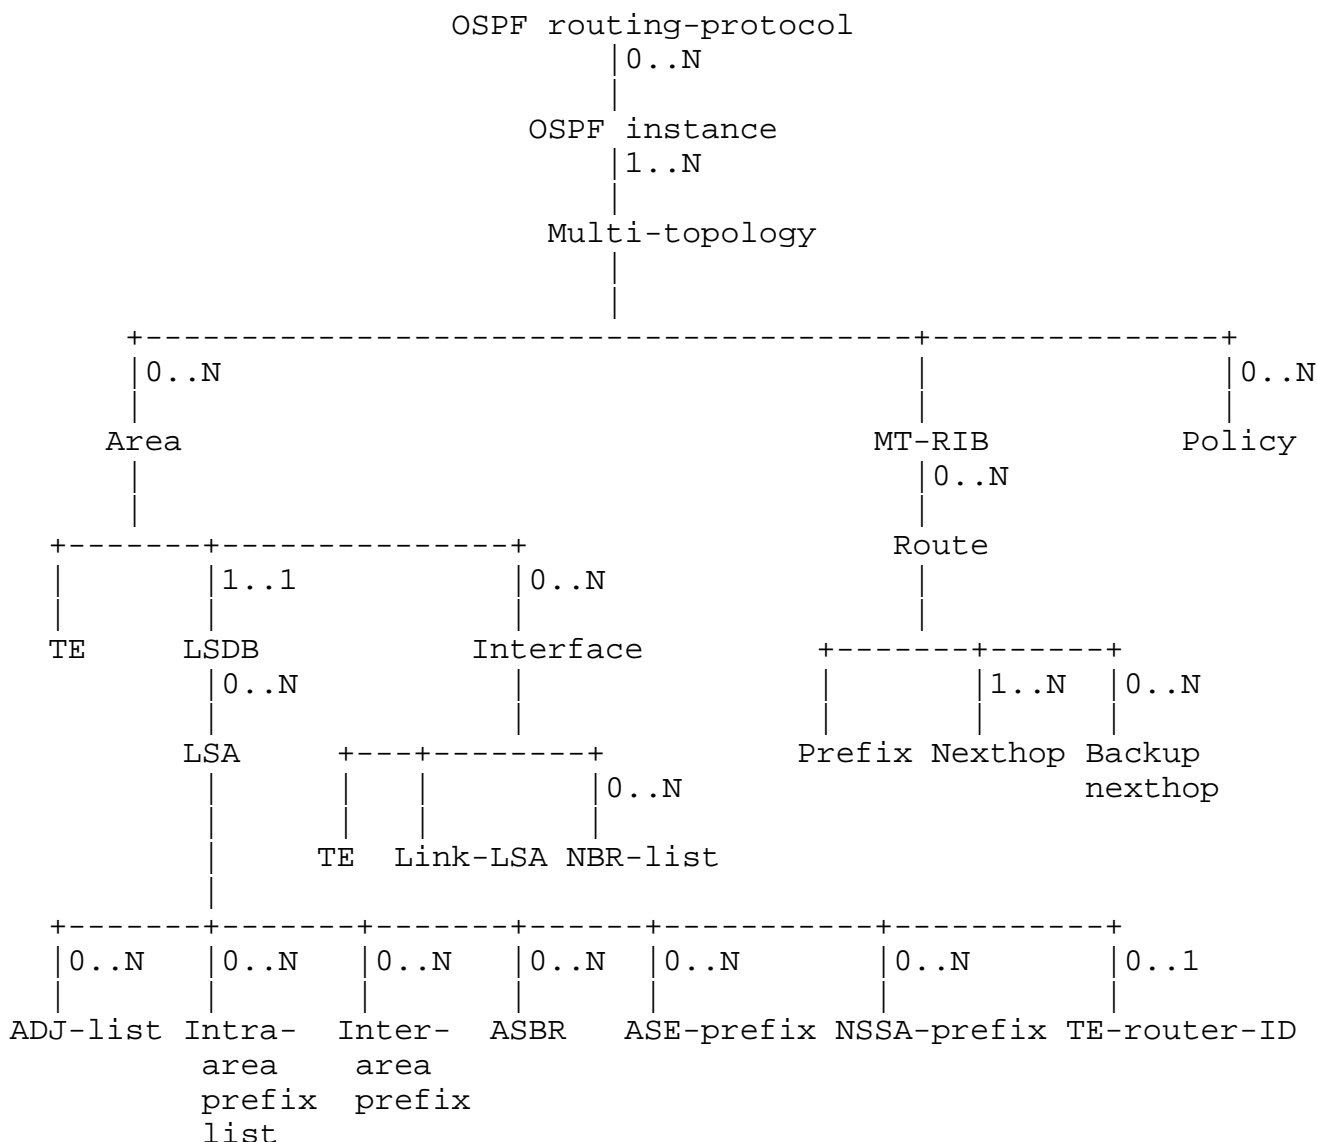 OSPF routing-protocol
0..N
OSPF instance
1..N
Multi-topology
0..N 0..N
Area MT-RIB Policy
0..N
Route
1..1 0..N
TE LSDB Interface
0..N 1..N 0..N
LSA Prefix Nexthop Backup
0..N nexthop
TE Link-LSA NBR-list
0..N 0..N 0..N 0..N 0..N 0..N 0..1
ADJ-list Intra- Inter- ASBR ASE-prefix NSSA-prefix TE-router-ID
area area
prefix prefix
list